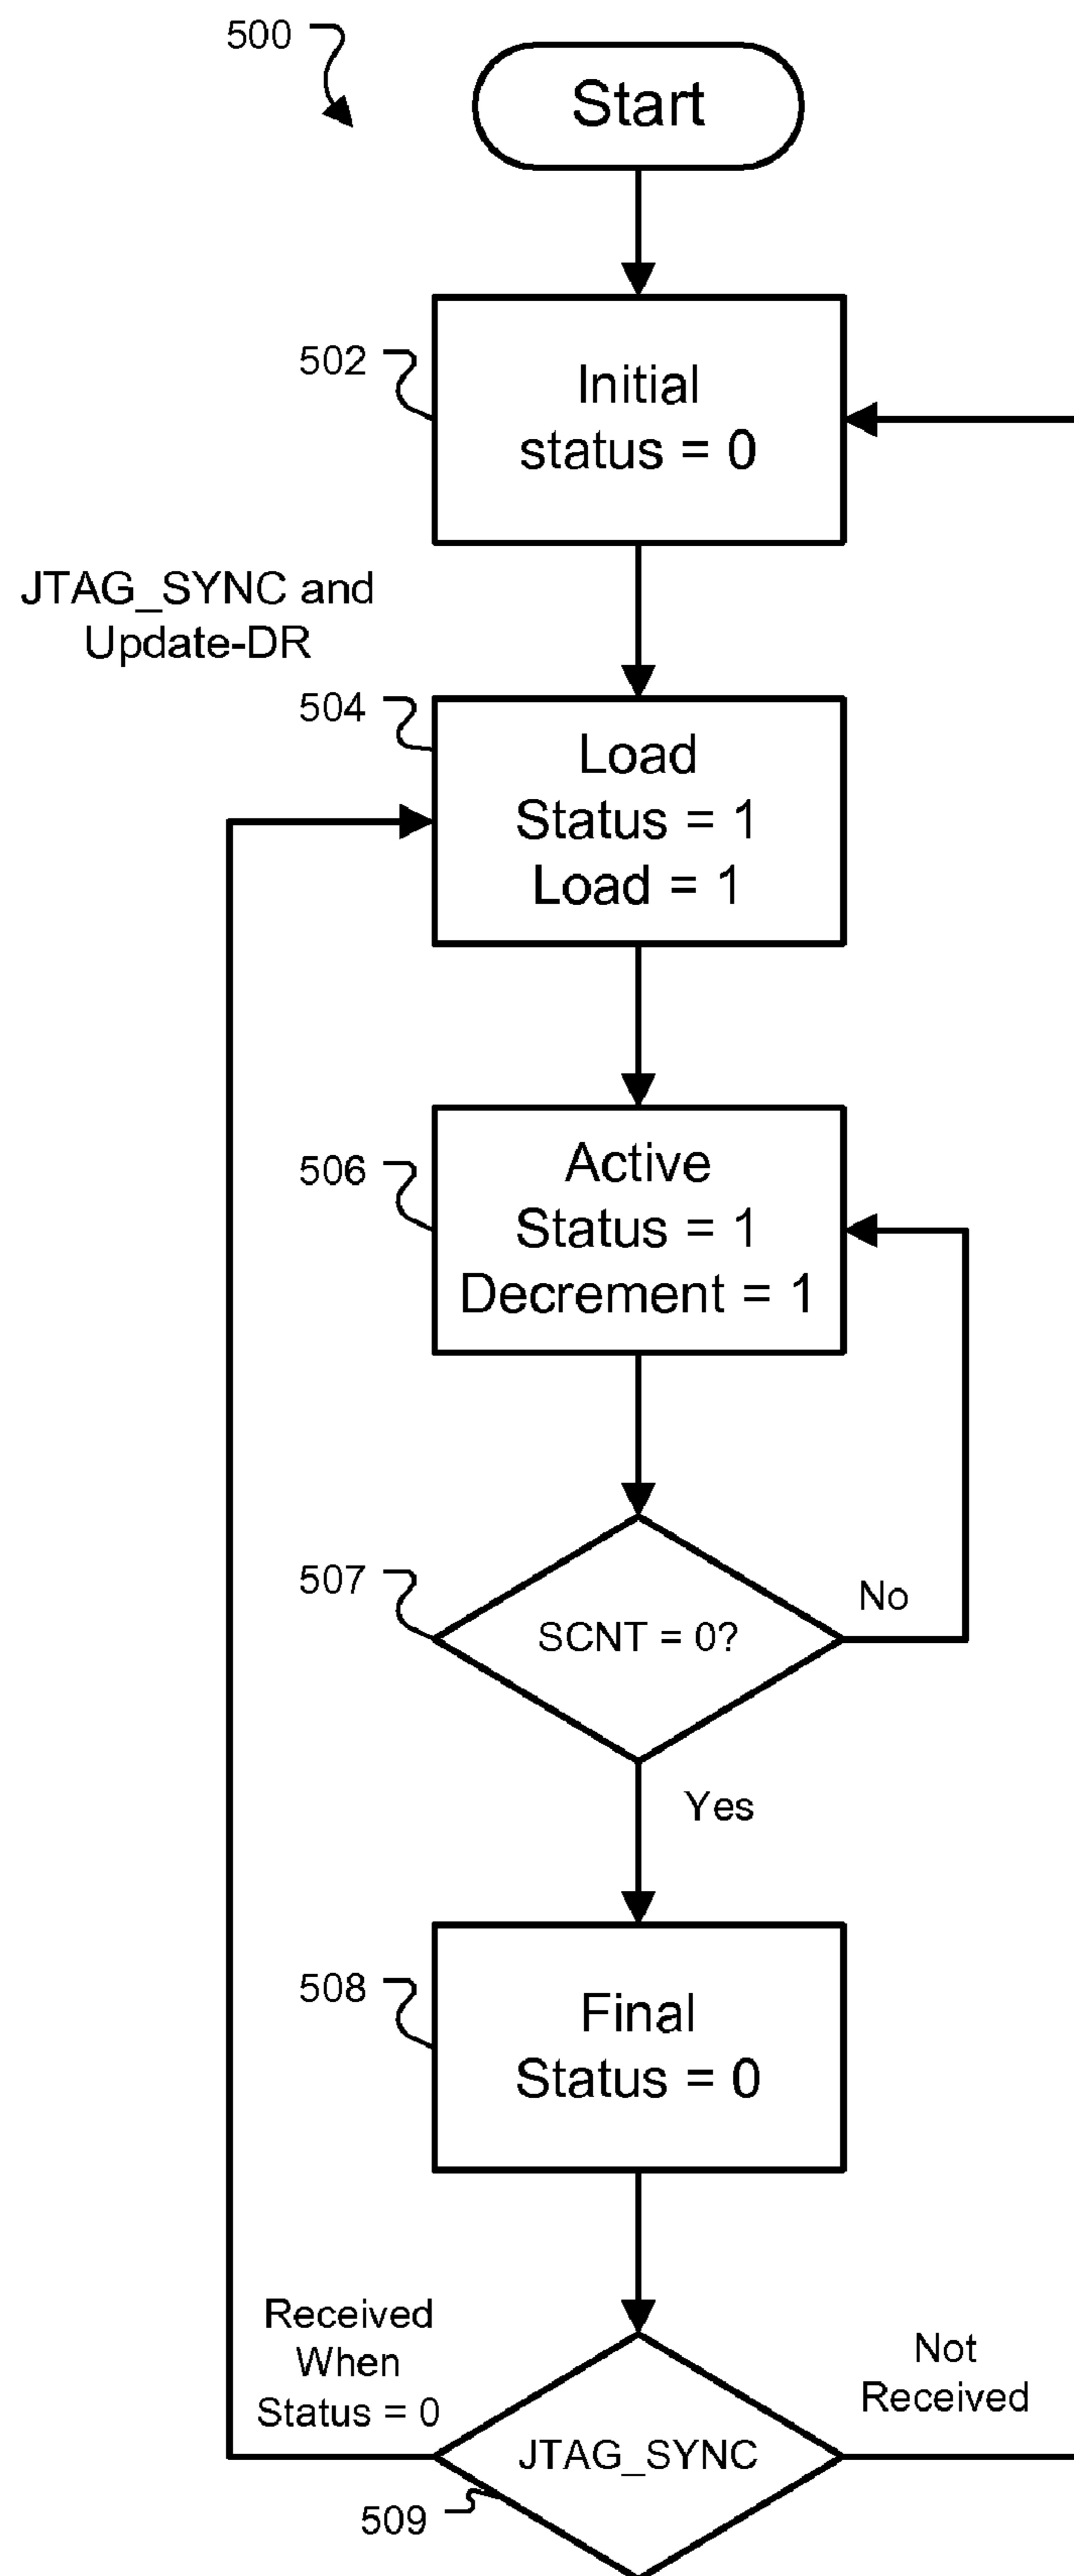 500
Start
502
Initial
status = 0
JTAG_SYNC and
Update-DR
504
Load
Status = 1
Load = 1
506
Active
Status = 1
Decrement = 1
507
SCNT = 0?
No
Yes
508
Final
Status = 0
Received
When
Status = 0
Not
Received
JTAG_SYNC
509